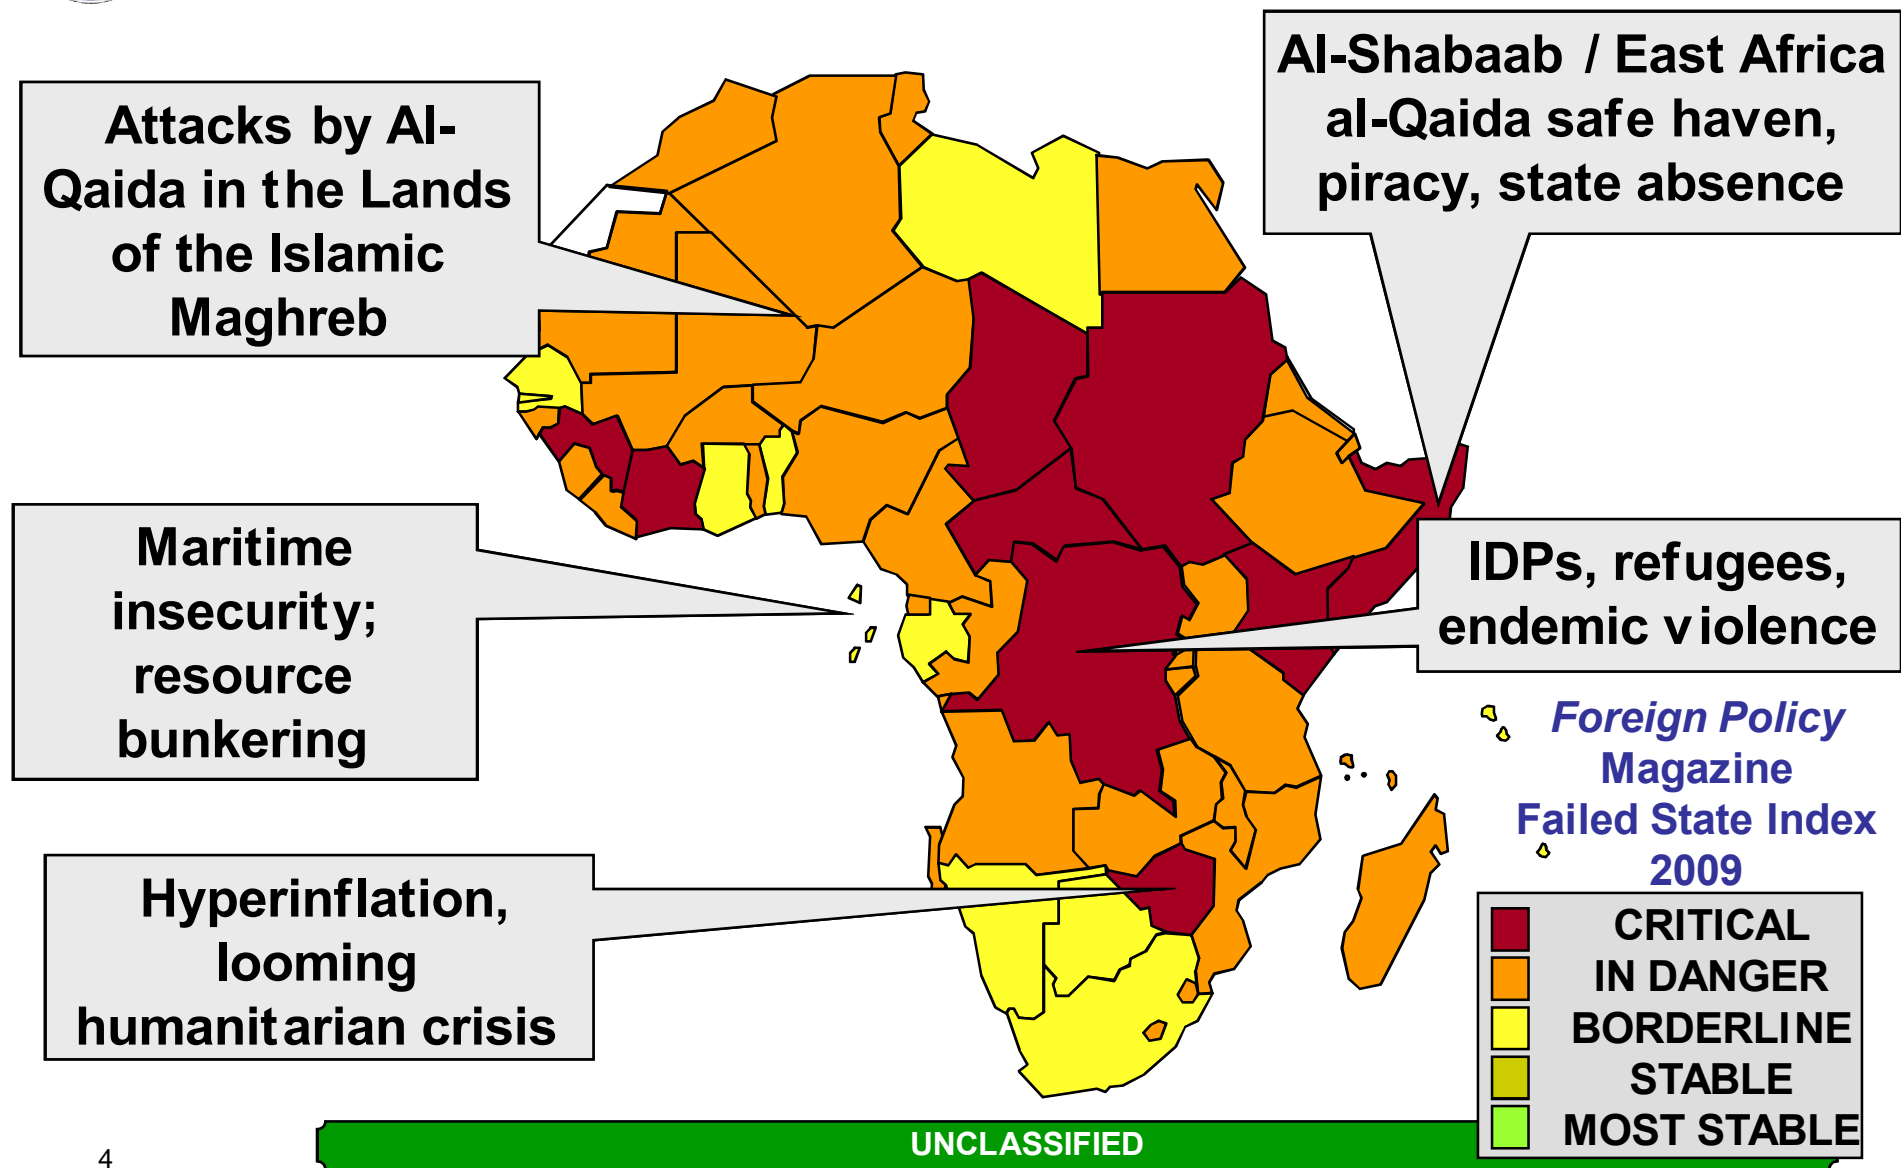 Attacks by Al-
Qaida in the Lands
of the Islamic
Maghreb
Al-Shabaab / East Africa
al-Qaida safe haven,
piracy, state absence
Maritime
insecurity;
resource
bunkering
IDPs, refugees,
endemic violence
Foreign Policy
Magazine
Failed State Index
2009
Hyperinflation,
looming
humanitarian crisis
CRITICAL
IN DANGER
BORDERLINE
STABLE
MOST STABLE
UNCLASSIFIED
4